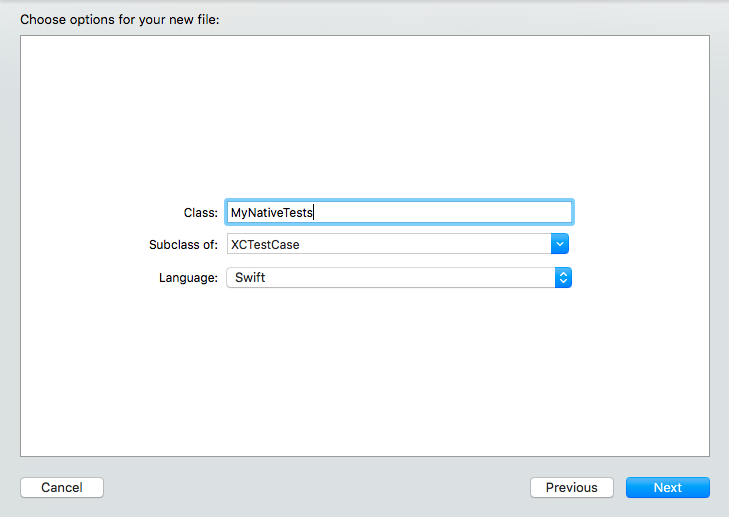 Choose options for your new file:
Class: MyNativeTests
Subclass of: XCTestCase
Language: Swift
Cancel Previous Next